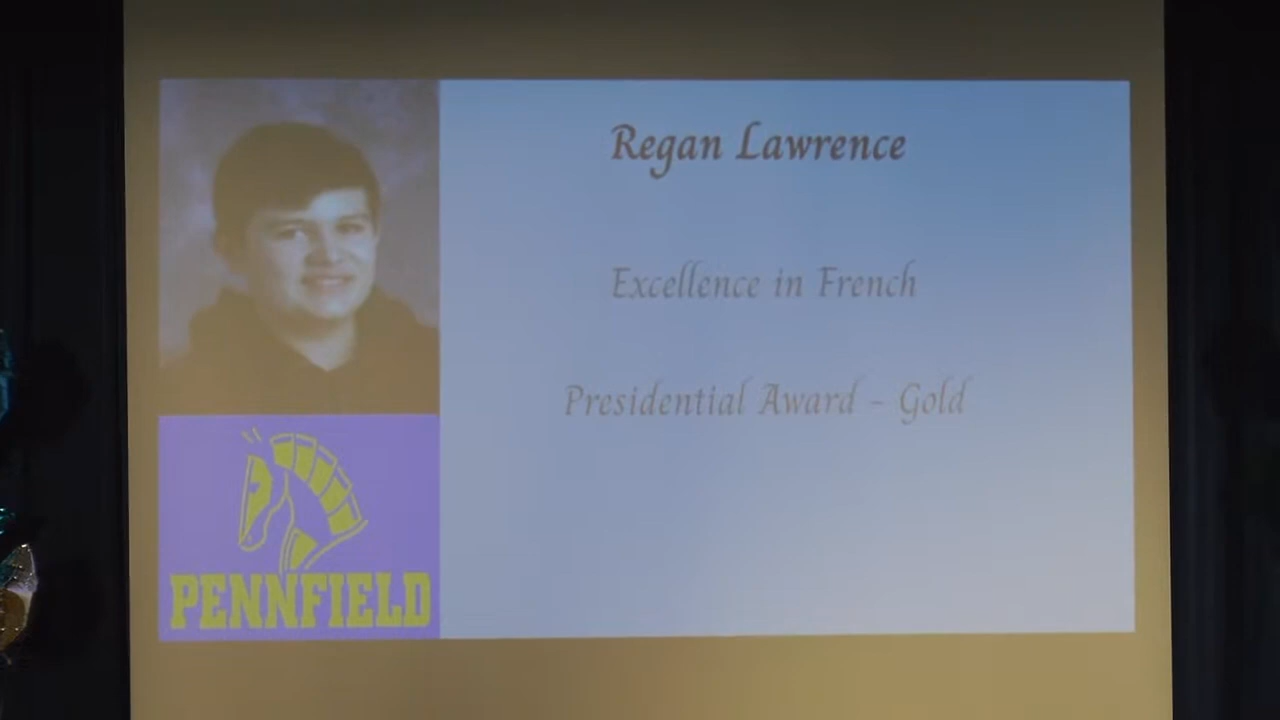 Regan Lawrence
Excellence in French
Presidential Award - Gold
PENNFIELD